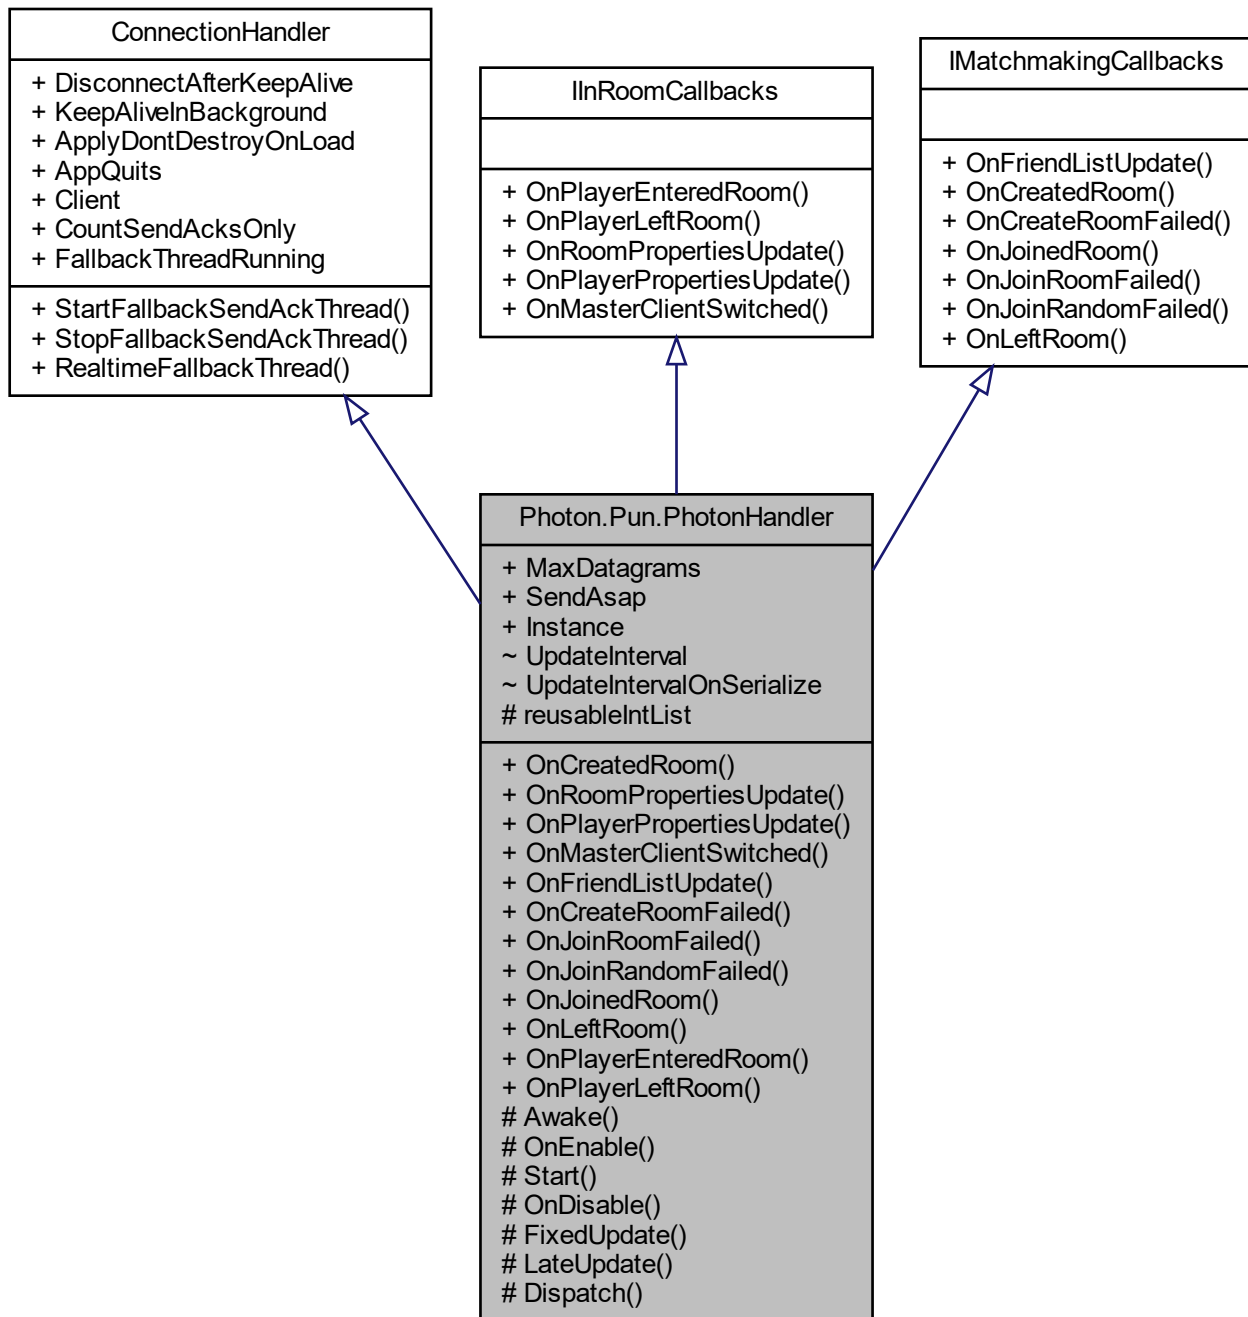 ConnectionHandler
+ DisconnectAfterKeepAlive
+ KeepAliveInBackground
+ ApplyDontDestroyOnLoad
+ AppQuits
+ Client
+ CountSendAcksOnly
+ FallbackThreadRunning
+ StartFallbackSendAckThread()
+ StopFallbackSendAckThread()
+ RealtimeFallbackThread()
IInRoomCallbacks
+ OnPlayerEnteredRoom()
+ OnPlayerLeftRoom()
+ OnRoomPropertiesUpdate()
+ OnPlayerPropertiesUpdate()
+ OnMasterClientSwitched()
IMatchmakingCallbacks
+ OnFriendListUpdate()
+ OnCreatedRoom()
+ OnCreateRoomFailed()
+ OnJoinedRoom()
+ OnJoinRoomFailed()
+ OnJoinRandomFailed()
+ OnLeftRoom()
Photon.Pun.PhotonHandler
+ MaxDatagrams
+ SendAsap
+ Instance
~ UpdateInterval
~ UpdateIntervalOnSerialize
# reusableIntList
+ OnCreatedRoom()
+ OnRoomPropertiesUpdate()
+ OnPlayerPropertiesUpdate()
+ OnMasterClientSwitched()
+ OnFriendListUpdate()
+ OnCreateRoomFailed()
+ OnJoinRoomFailed()
+ OnJoinRandomFailed()
+ OnJoinedRoom()
+ OnLeftRoom()
+ OnPlayerEnteredRoom()
+ OnPlayerLeftRoom()
# Awake()
# OnEnable()
# Start()
# OnDisable()
# FixedUpdate()
# LateUpdate()
# Dispatch()